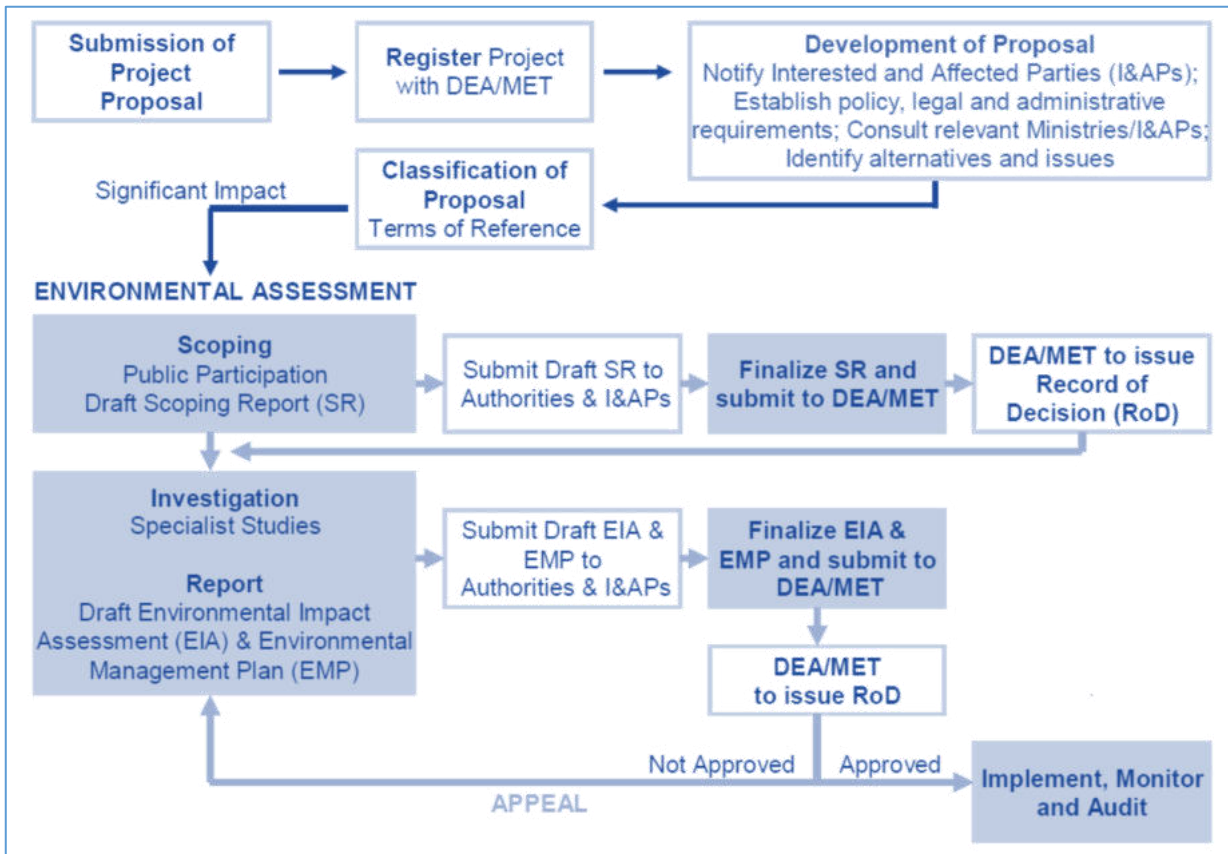 Submission of
Project
Proposal
Register Project
with DEA/MET
Development of Proposal
Notify Interested and Affected Parties (I&APs);
Establish policy, legal and administrative
requirements; Consult relevant Ministries/I&APs;
Identify alternatives and issues
Classification of
Proposal
Terms of Reference
Significant Impact
ENVIRONMENTAL ASSESSMENT
Scoping
Public Participation
Draft Scoping Report (SR)
Submit Draft SR to
Authorities & I&APs
Finalize SR and
submit to DEA/MET
DEA/MET to issue
Record of
Decision (RoD)
Investigation
Specialist Studies
Report
Draft Environmental Impact
Assessment (EIA) & Environmental
Management Plan (EMP)
Submit Draft EIA &
EMP to
Authorities & I&APs
Finalize EIA &
EMP and submit to
DEA/MET
DEA/MET
to issue RoD
Not Approved
Approved
APPEAL
Implement, Monitor
and Audit